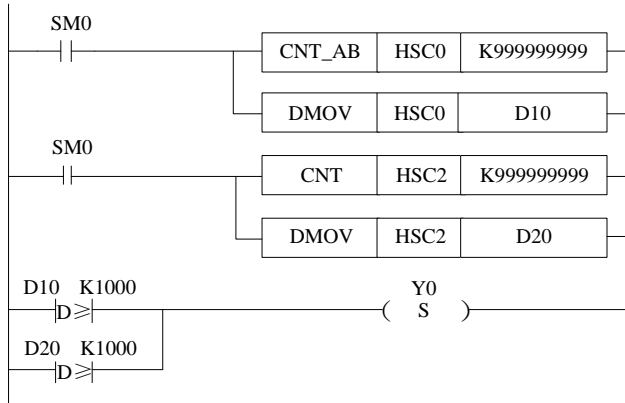 SM0
CNT_AB HSC0 K999999999
DMOV HSC0 D10
SM0
CNT HSC2 K999999999
DMOV HSC2 D20
D10 K1000 Y0
D≥ ( S )
D20 K1000
D≥